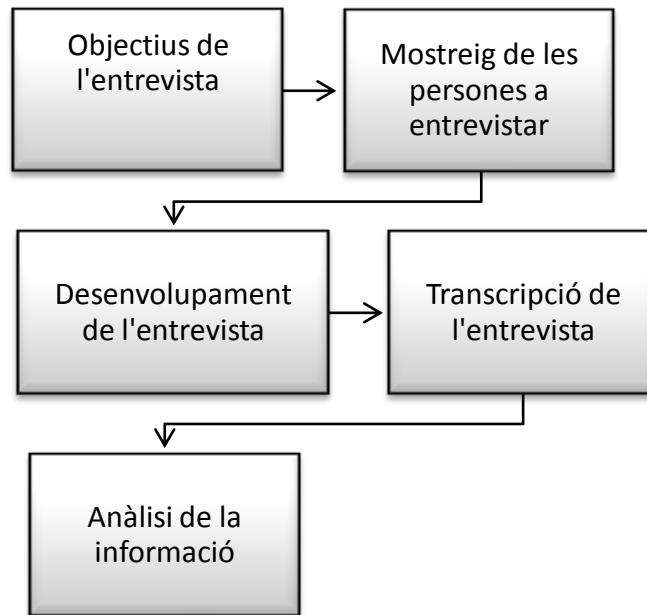 Objectius de
l'entrevista
Mostreig de les
persones a
entrevistar
Desenvolupament
de l'entrevista
Transcripció de
l'entrevista
Anàlisi de la
informació